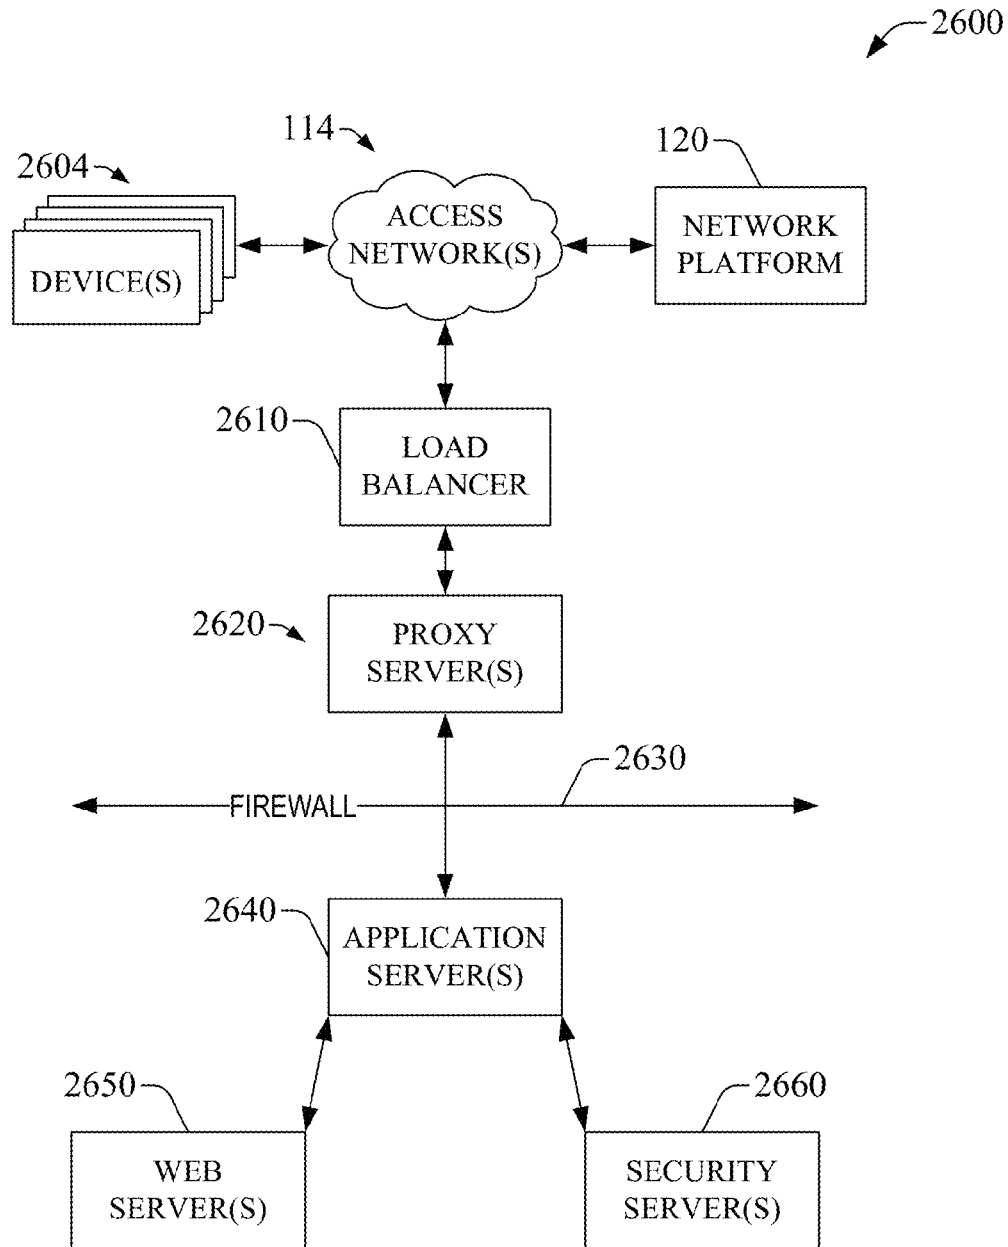 2600
114
2604
120
ACCESS
NETWORK(S)
NETWORK
PLATFORM
DEVICE(S)
2610
LOAD
BALANCER
2620
PROXY
SERVER(S)
2630
FIREWALL
2640
APPLICATION
SERVER(S)
2650
2660
WEB
SERVER(S)
SECURITY
SERVER(S)